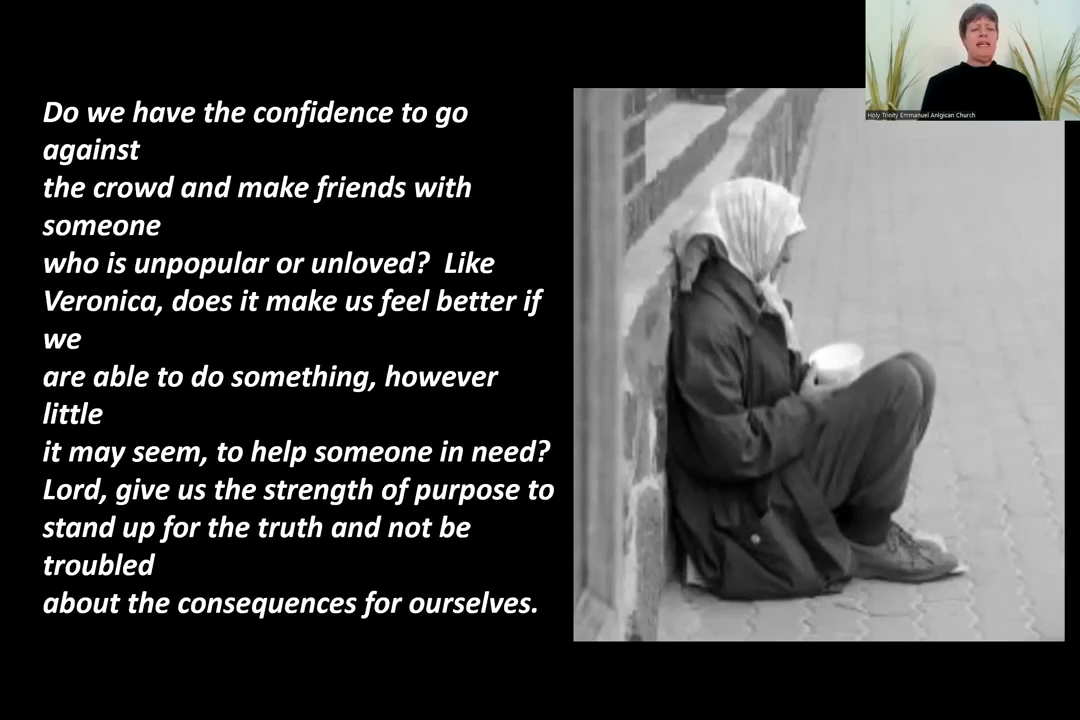 Do we have the confidence to go
against
the crowd and make friends with
someone
who is unpopular or unloved?  Like
Veronica, does it make us feel better if
we
are able to do something, however
little
it may seem, to help someone in need?
Lord, give us the strength of purpose to
stand up for the truth and not be
troubled
about the consequences for ourselves.
Holy Trinity Emmanuel Anlgican Church